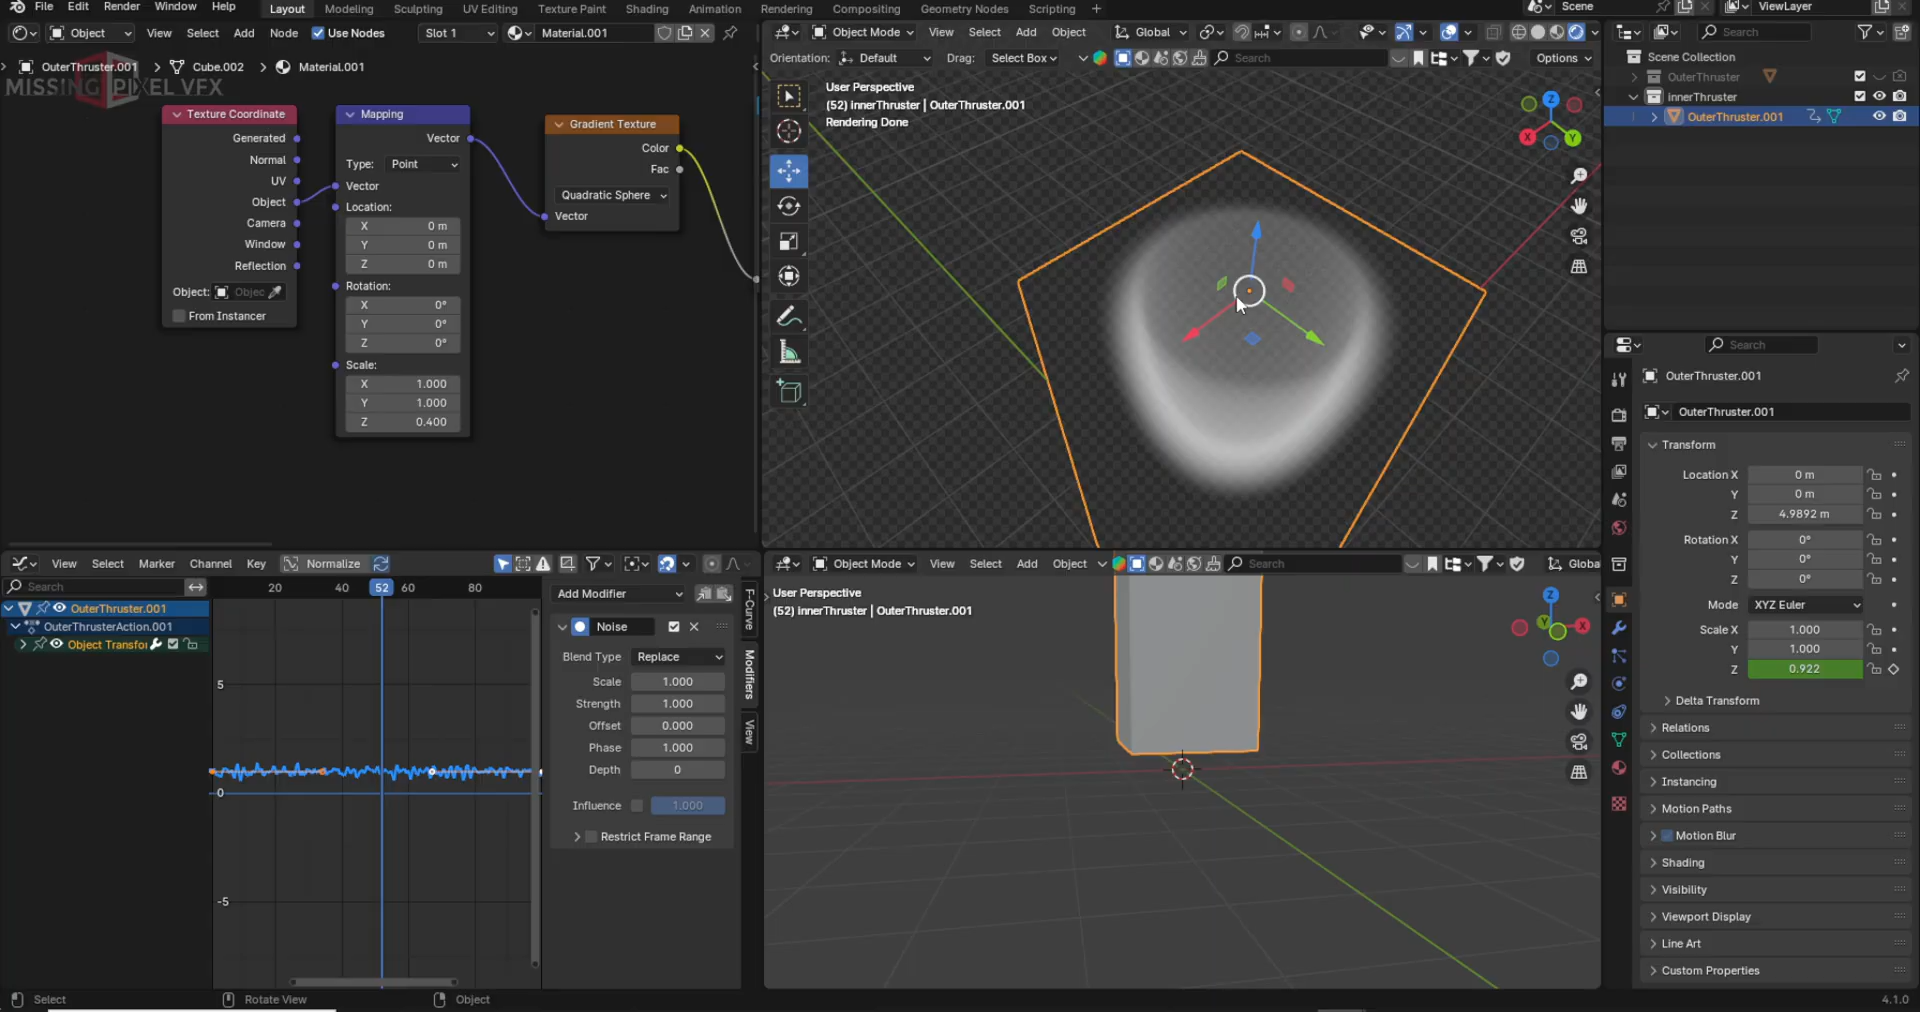 File Edit Render Window Help Layout Modeling Sculpting UV Editing Texture Paint Shading Animation Rendering Compositing Geometry Nodes Scripting + Scene ViewLayer
Object View Select Add Node Use Nodes Slot 1 Material.001
Object Mode View Select Add Object Global
Search
OuterThruster.001 > Cube.002 > Material.001
MISSING PIXEL VFX
Orientation: Default Drag: Select Box Search Options
Scene Collection
OuterThruster
innerThruster
OuterThruster.001
User Perspective
(52) innerThruster | OuterThruster.001
Rendering Done
Z
X
Y
Texture Coordinate
Generated
Normal
UV
Object
Camera
Window
Reflection
Object: Objec
From Instancer
Mapping
Vector
Type: Point
Vector
Location:
X 0 m
Y 0 m
Z 0 m
Rotation:
X 0°
Y 0°
Z 0°
Scale:
X 1.000
Y 1.000
Z 0.400
Gradient Texture
Color
Fac
Quadratic Sphere
Vector
Search
OuterThruster.001
OuterThruster.001
Transform
Location X 0 m
Y 0 m
Z 4.9892 m
Rotation X 0°
Y 0°
Z 0°
Mode XYZ Euler
Scale X 1.000
Y 1.000
Z 0.922
Delta Transform
Relations
Collections
Instancing
Motion Paths
Motion Blur
Shading
Visibility
Viewport Display
Line Art
Custom Properties
View Select Marker Channel Key Normalize
Search
20 40 52 60 80
OuterThruster.001
OuterThrusterAction.001
Object Transfo
5
0
-5
Add Modifier
Noise
Blend Type Replace
Scale 1.000
Strength 1.000
Offset 0.000
Phase 1.000
Depth 0
Influence 1.000
Restrict Frame Range
F-Curve
Modifiers
View
Object Mode View Select Add Object Search Globa
User Perspective
(52) innerThruster | OuterThruster.001
Z
Y
X
Select Rotate View Object 4.1.0